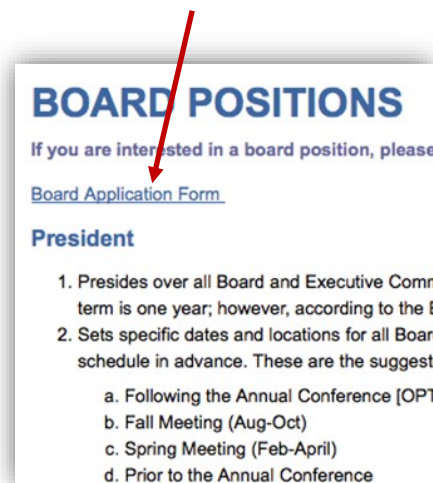 BOARD POSITIONS
If you are interested in a board position, please
Board Application Form
President
1. Presides over all Board and Executive Comm
term is one year; however, according to the
2. Sets specific dates and locations for all Boar
schedule in advance. These are the suggest
a. Following the Annual Conference [OPT
b. Fall Meeting (Aug-Oct)
c. Spring Meeting (Feb-April)
d. Prior to the Annual Conference